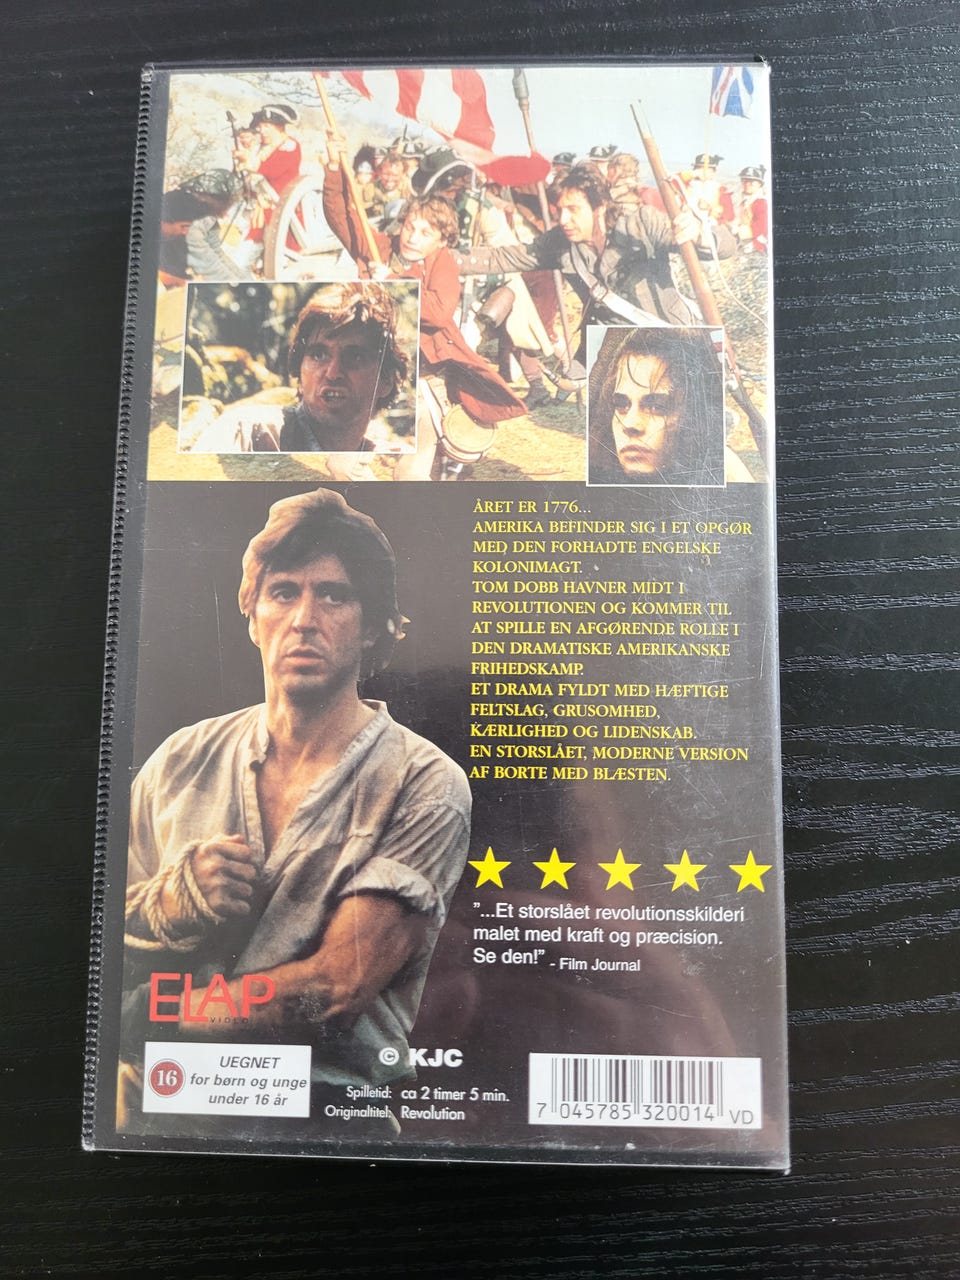 ÅRET ER 1776...
AMERIKA BEFINDER SIG I ET OPGØR
MED DEN FORHADTE ENGELSKE
KOLONIMAGT.
TOM DOBB HAVNER MIDT I
REVOLUTIONEN OG KOMMER TIL
AT SPILLE EN AFGØRENDE ROLLE I
DEN DRAMATISKE AMERIKANSKE
FRIHEDSKAMP.
ET DRAMA FYLDT MED HÆFTIGE
FELTSLAG, GRUSOMHED,
KÆRLIGHED OG LIDENSKAB.
EN STORSLÅET, MODERNE VERSION
AF BORTE MED BLÆSTEN.
"...Et storslået revolutionsskilderi
malet med kraft og præcision.
Se den!" - Film Journal
ELAP
VIDEO
16
UEGNET
for børn og unge
under 16 år
© KJC
Spilletid: ca 2 timer 5 min.
Originaltitel: Revolution
7 045785 320014 VD